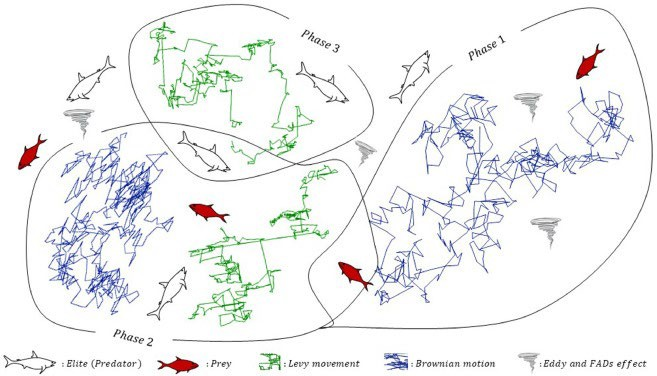 Phase 3
Phase 1
Phase 2
: Elite (Predator) : Prey : Levy movement : Brownian motion : Eddy and FADs effect